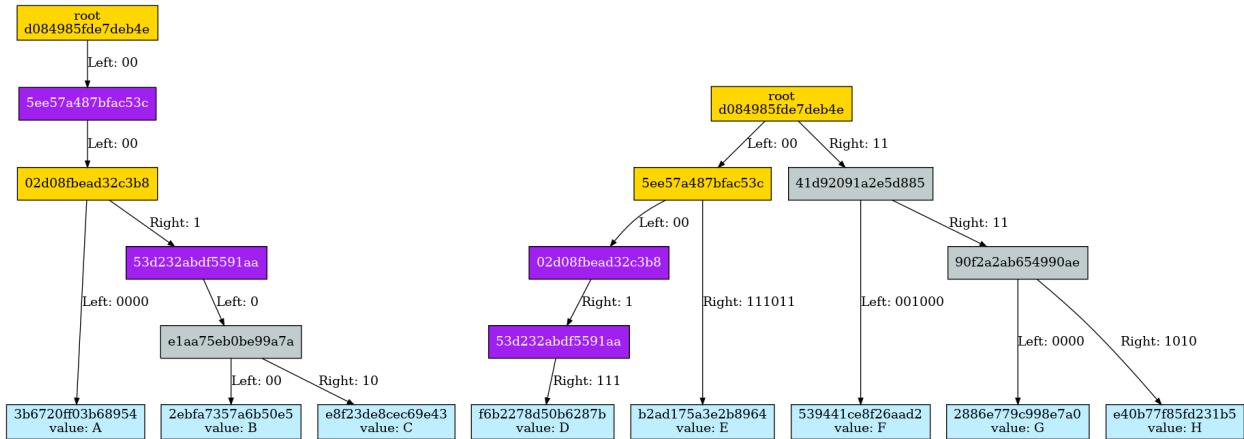 root
d084985fde7deb4e
Left: 00
5ee57a487bfac53c
Left: 00
02d08fbead32c3b8
Right: 1
53d232abdf5591aa
Left: 0000
Left: 0
e1aa75eb0be99a7a
Left: 00
Right: 10
3b6720ff03b68954
value: A
2ebfa7357a6b50e5
value: B
e8f23de8cec69e43
value: C
root
d084985fde7deb4e
Left: 00
Right: 11
5ee57a487bfac53c
41d92091a2e5d885
Left: 00
Right: 11
02d08fbead32c3b8
90f2a2ab654990ae
Right: 1
Right: 111011
Left: 001000
53d232abdf5591aa
Left: 0000
Right: 1010
Right: 111
f6b2278d50b6287b
value: D
b2ad175a3e2b8964
value: E
539441ce8f26aad2
value: F
2886e779c998e7a0
value: G
e40b77f85fd231b5
value: H